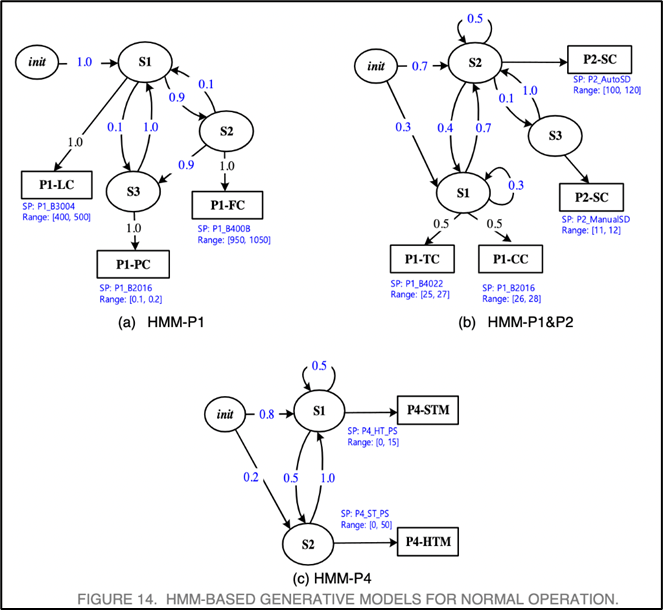 init
1.0
S1
0.9
0.1
S2
0.1
1.0
0.9
S3
1.0
P1-LC
SP: P1_B3004
Range: [400, 500]
1.0
P1-FC
SP: P1_B400B
Range: [950, 1050]
1.0
P1-PC
SP: P1_B2016
Range: [0.1, 0.2]
(a) HMM-P1
0.5
init
0.7
S2
P2-SC
SP: P2_AutoSD
Range: [100, 120]
0.1
1.0
S3
0.3
0.4
0.7
S1
0.3
P2-SC
SP: P2_ManualSD
Range: [11, 12]
0.5
0.5
P1-TC
P1-CC
SP: P1_B4022
Range: [25, 27]
SP: P1_B2016
Range: [26, 28]
(b) HMM-P1&P2
0.5
init
0.8
S1
P4-STM
SP: P4_HT_PS
Range: [0, 15]
0.2
0.5
1.0
SP: P4_ST_PS
Range: [0, 50]
S2
P4-HTM
(c) HMM-P4
FIGURE 14. HMM-BASED GENERATIVE MODELS FOR NORMAL OPERATION.